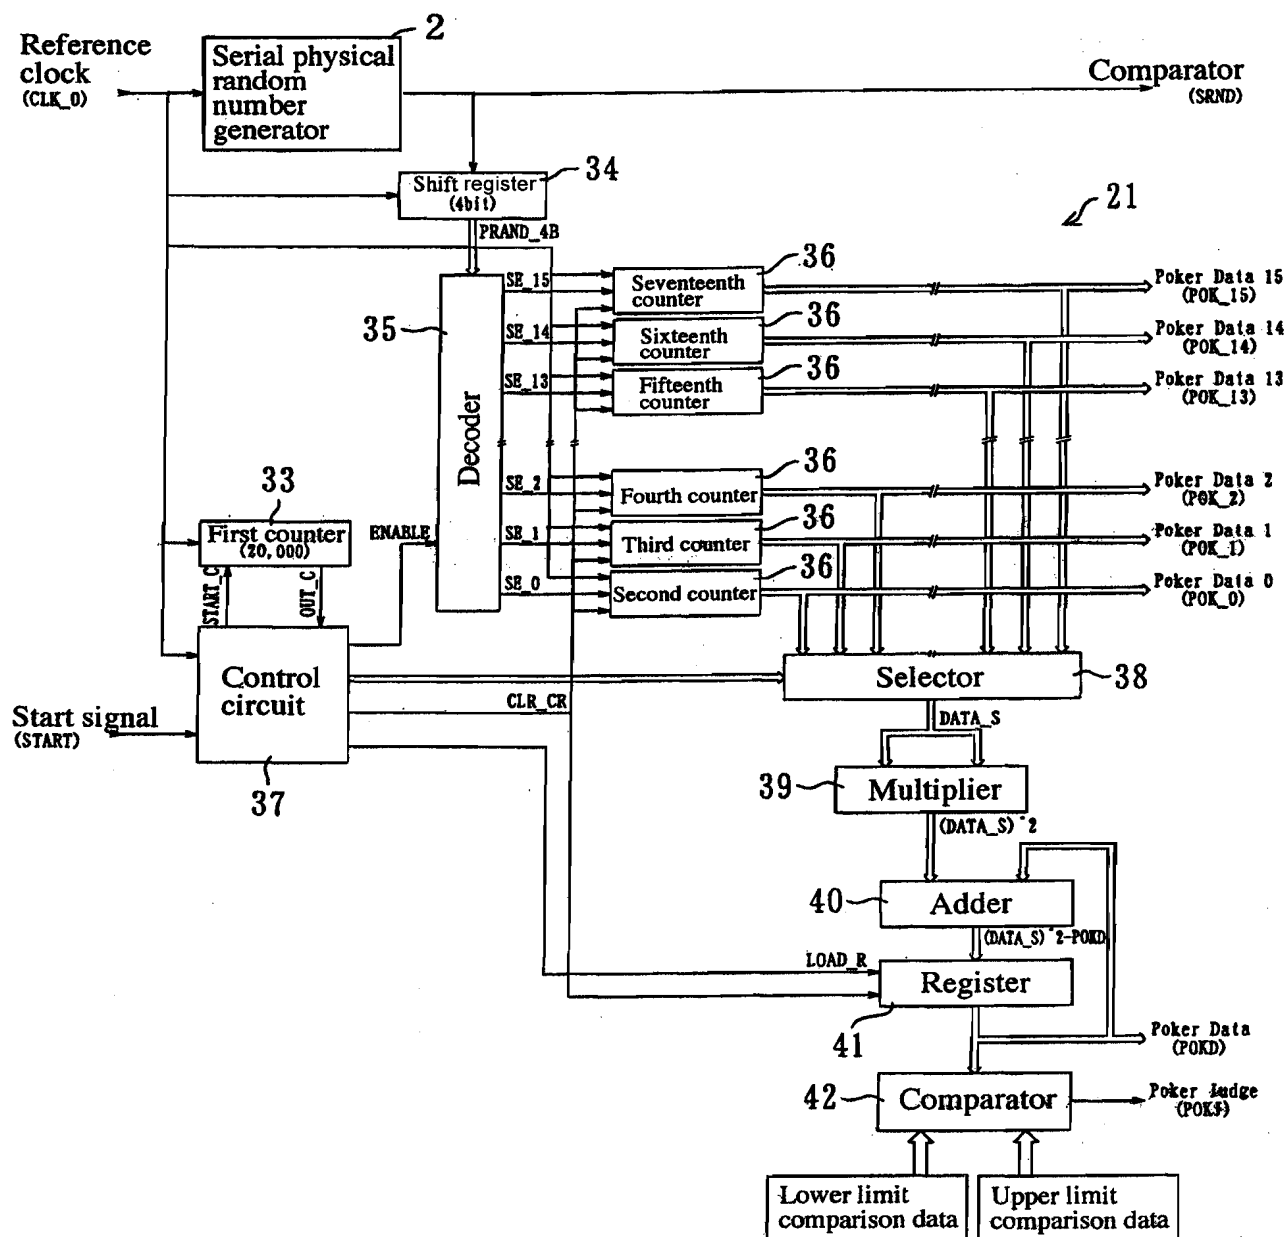 2
Reference
clock
(CLK_0)
Serial physical
random
number
generator
Comparator
(SRND)
Shift register
(4bit)
34
PRAND_4B
21
35
Decoder
SE_15
Seventeenth
counter
36
Poker Data 15
(POK_15)
SE_14
Sixteenth
counter
36
Poker Data 14
(POK_14)
SE_13
Fifteenth
counter
36
Poker Data 13
(POK_13)
SE_2
Fourth counter
36
Poker Data 2
(POK_2)
SE_1
Third counter
36
Poker Data 1
(POK_1)
SE_0
Second counter
36
Poker Data 0
(POK_0)
33
First counter
(20,000)
ENABLE
START_C
OUT_C
Control
circuit
37
Start signal
(START)
CLR_CR
Selector
38
DATA_S
39
Multiplier
(DATA_S)^2
40
Adder
(DATA_S)^2-POKD
LOAD_R
Register
41
Poker Data
(POKD)
42
Comparator
Poker
Lower limit
comparison data
Upper limit
comparison data